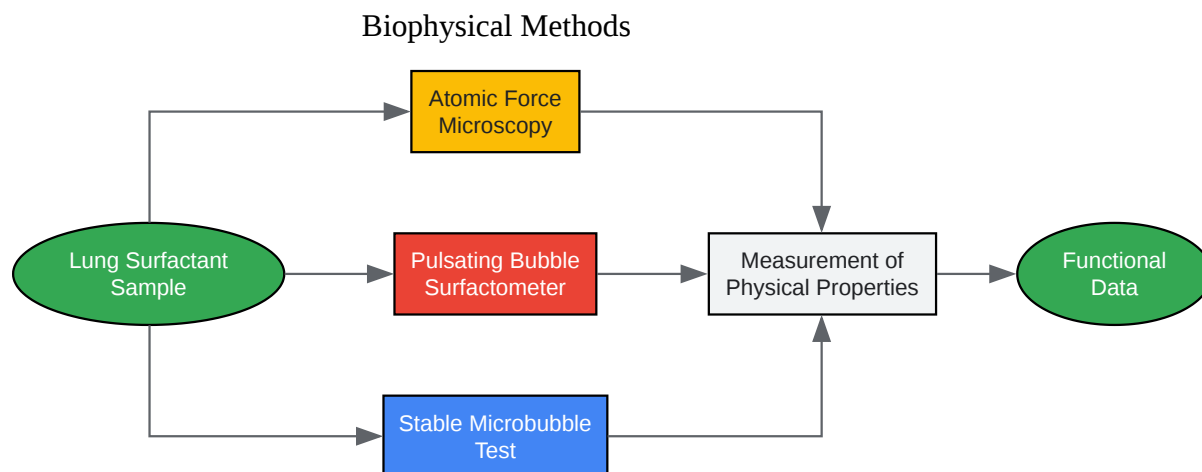 Biophysical Methods
Atomic Force
Microscopy
Lung Surfactant
Sample
Pulsating Bubble
Surfactometer
Measurement of
Physical Properties
Functional
Data
Stable Microbubble
Test